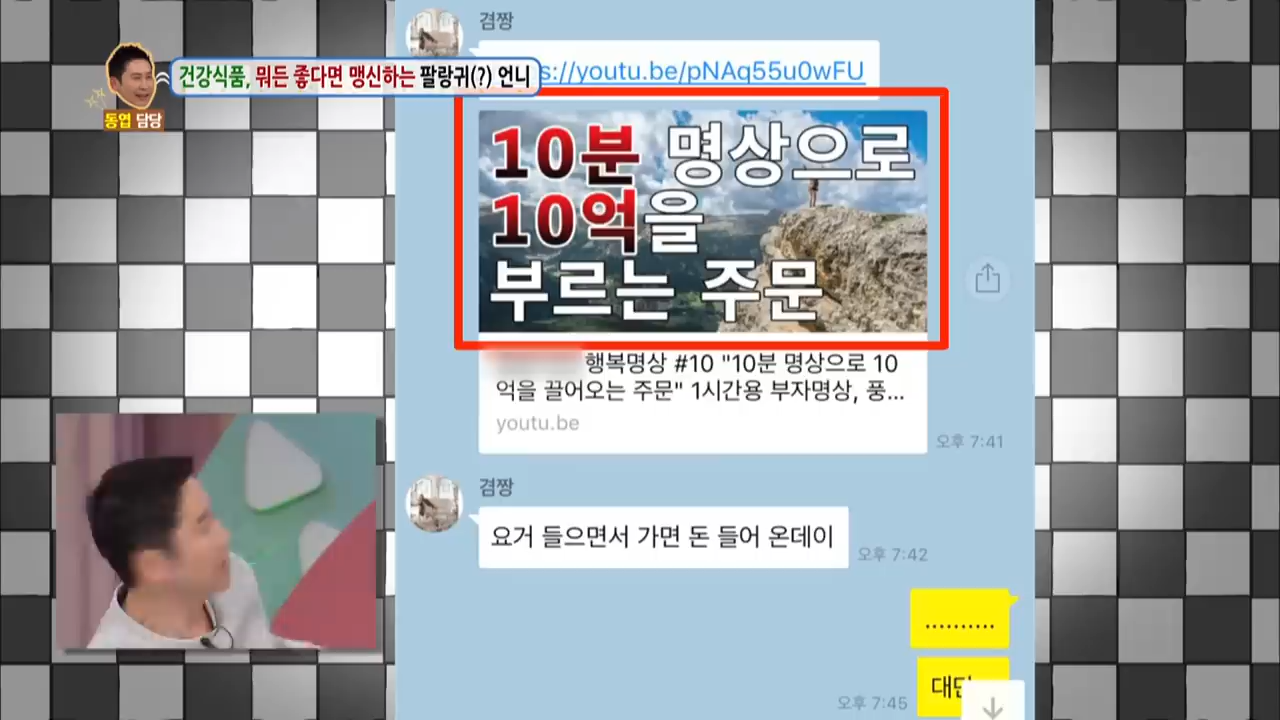 겸짱
s://youtu.be/pNAq55u0wFU
건강식품, 뭐든 좋다면 맹신하는 팔랑귀(?) 언니
동엽 담당
10분 명상으로
10억을
부르는 주문
행복명상 #10 "10분 명상으로 10
억을 끌어오는 주문" 1시간용 부자명상, 풍...
youtu.be
오후 7:41
겸짱
요거 들으면서 가면 돈 들어 온데이
오후 7:42
..........
오후 7:45